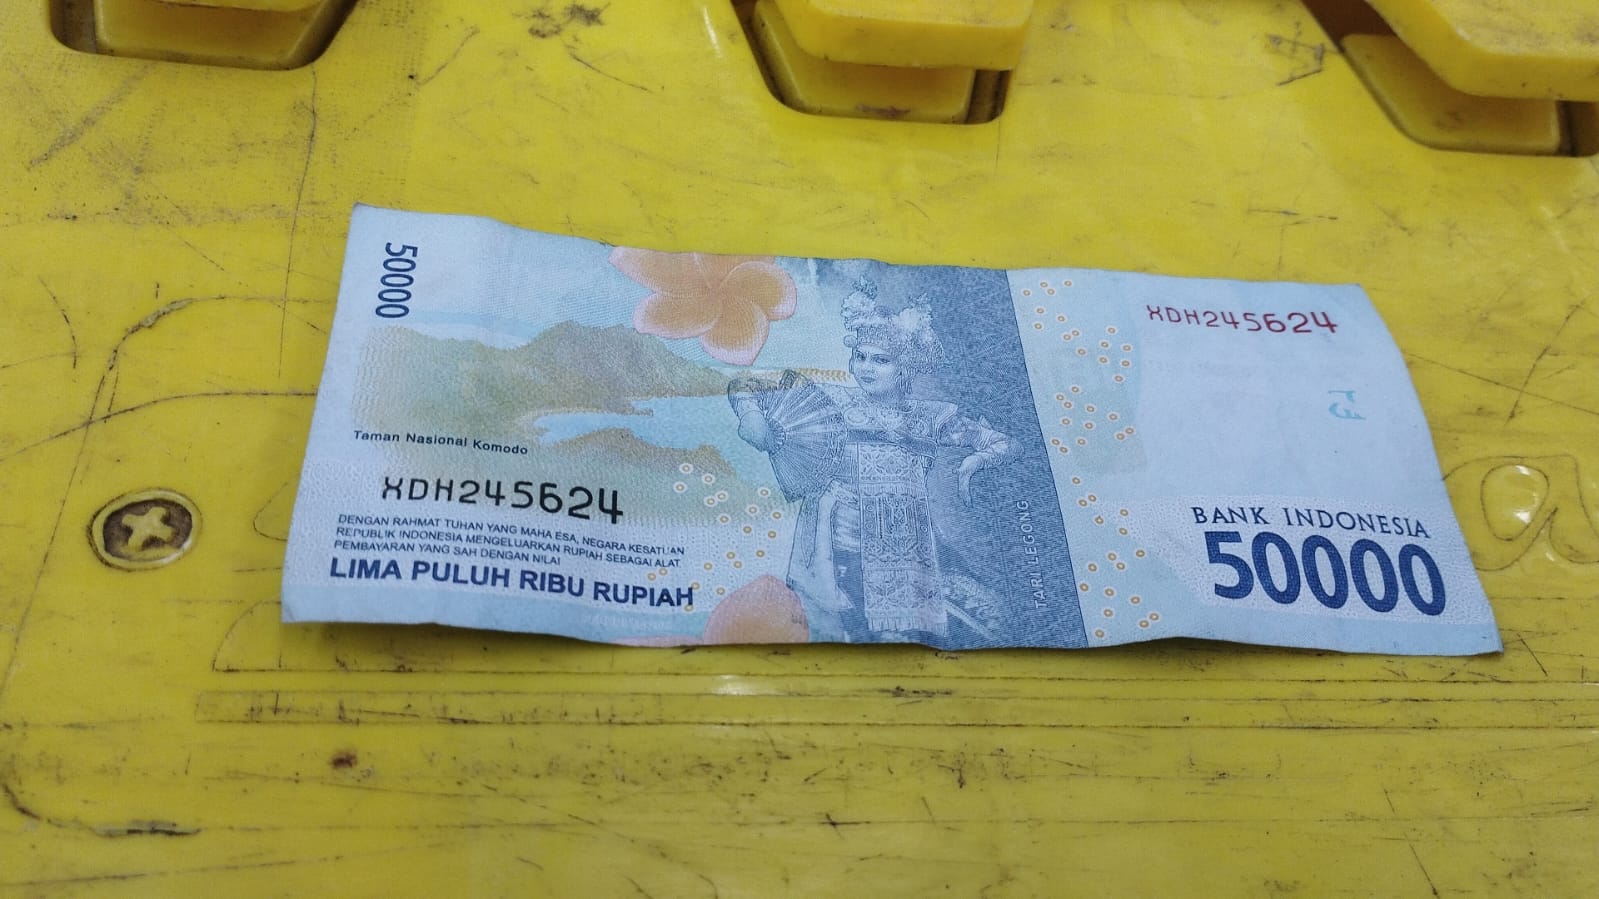 50000
XDH245624
Taman Nasional Komodo
XDH245624
DENGAN RAHMAT TUHAN YANG MAHA ESA, NEGARA KESATUAN
REPUBLIK INDONESIA MENGELUARKAN RUPIAH SEBAGAI ALAT
PEMBAYARAN YANG SAH DENGAN NILAI
LIMA PULUH RIBU RUPIAH
TARI LEGONG
BANK INDONESIA
50000